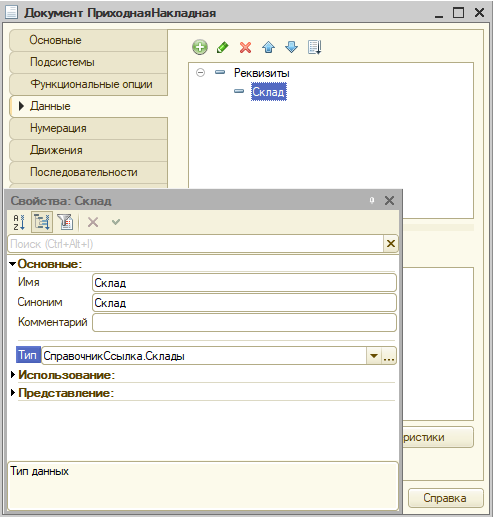 Документ ПриходнаяНакладная
Основные
Подсистемы
Функциональные опции
Данные
Нумерация
Движения
Последовательности
Реквизиты
Склад
Свойства: Склад
Поиск (Ctrl+Alt+I)
Основные:
Имя Склад
Синоним Склад
Комментарий
Тип СправочникСсылка.Склады
Использование:
Представление:
Тип данных
ристики
Справка